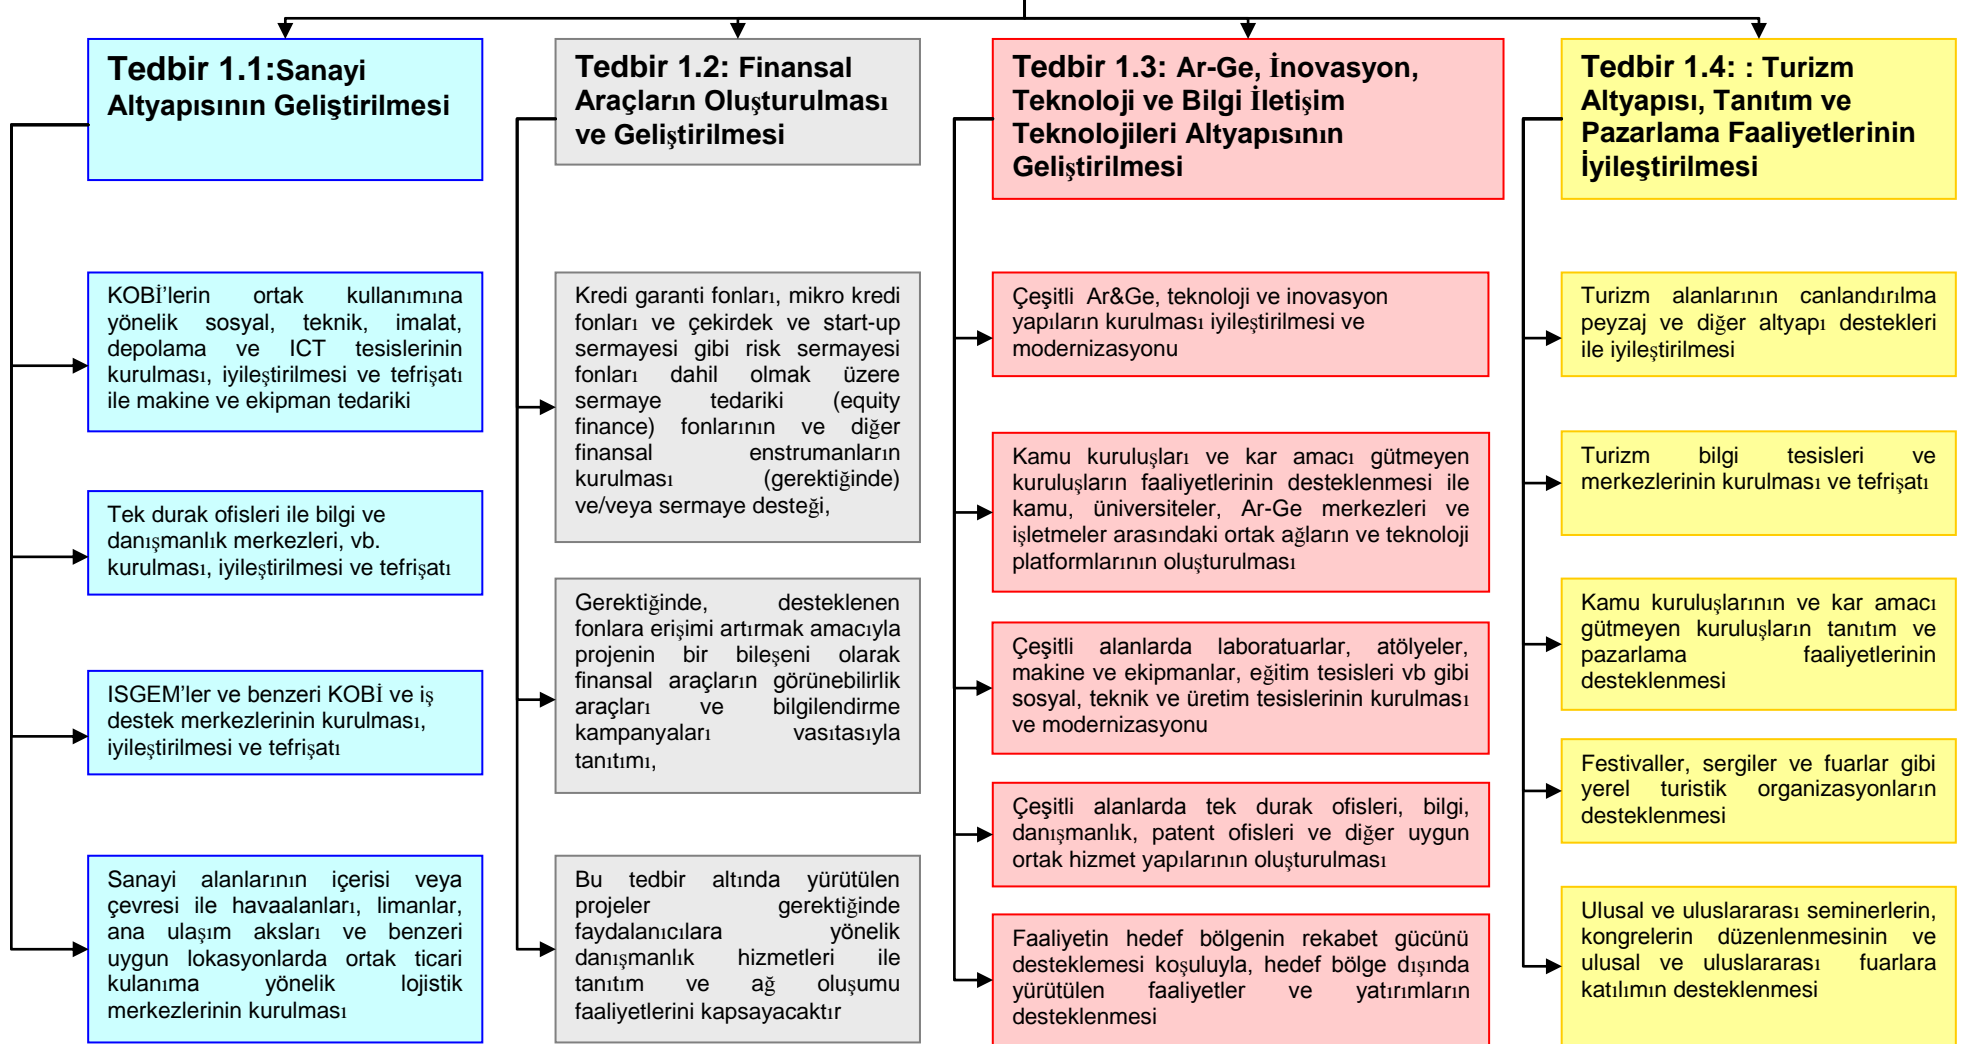 Tedbir 1.1:Sanayi
Altyapısının Geliştirilmesi
KOBİ’lerin ortak kullanımına
yönelik sosyal, teknik, imalat,
depolama ve ICT tesislerinin
kurulması, iyileştirilmesi ve tefrişatı
ile makine ve ekipman tedariki
Tek durak ofisleri ile bilgi ve
danışmanlık merkezleri, vb.
kurulması, iyileştirilmesi ve tefrişatı
ISGEM’ler ve benzeri KOBİ ve iş
destek merkezlerinin kurulması,
iyileştirilmesi ve tefrişatı
Sanayi alanlarının içerisi veya
çevresi ile havaalanları, limanlar,
ana ulaşım aksları ve benzeri
uygun lokasyonlarda ortak ticari
kulanıma yönelik lojistik
merkezlerinin kurulması
Tedbir 1.2: Finansal
Araçların Oluşturulması
ve Geliştirilmesi
Kredi garanti fonları, mikro kredi
fonları ve çekirdek ve start-up
sermayesi gibi risk sermayesi
fonları dahil olmak üzere
sermaye tedariki (equity
finance) fonlarının ve diğer
finansal enstrumanların
kurulması (gerektiğinde)
ve/veya sermaye desteği,
Gerektiğinde, desteklenen
fonlara erişimi artırmak amacıyla
projenin bir bileşeni olarak
finansal araçların görünebilirlik
araçları ve bilgilendirme
kampanyaları vasıtasıyla
tanıtımı,
Bu tedbir altında yürütülen
projeler gerektiğinde
faydalanıcılara yönelik
danışmanlık hizmetleri ile
tanıtım ve ağ oluşumu
faaliyetlerini kapsayacaktır
Tedbir 1.3: Ar-Ge, İnovasyon,
Teknoloji ve Bilgi İletişim
Teknolojileri Altyapısının
Geliştirilmesi
Çeşitli Ar&Ge, teknoloji ve inovasyon
yapıların kurulması iyileştirilmesi ve
modernizasyonu
Kamu kuruluşları ve kar amacı gütmeyen
kuruluşların faaliyetlerinin desteklenmesi ile
kamu, üniversiteler, Ar-Ge merkezleri ve
işletmeler arasındaki ortak ağların ve teknoloji
platformlarının oluşturulması
Çeşitli alanlarda laboratuarlar, atölyeler,
makine ve ekipmanlar, eğitim tesisleri vb gibi
sosyal, teknik ve üretim tesislerinin kurulması
ve modernizasyonu
Çeşitli alanlarda tek durak ofisleri, bilgi,
danışmanlık, patent ofisleri ve diğer uygun
ortak hizmet yapılarının oluşturulması
Faaliyetin hedef bölgenin rekabet gücünü
desteklemesi koşuluyla, hedef bölge dışında
yürütülen faaliyetler ve yatırımların
desteklenmesi
Tedbir 1.4: : Turizm
Altyapısı, Tanıtım ve
Pazarlama Faaliyetlerinin
İyileştirilmesi
Turizm alanlarının canlandırılma
peyzaj ve diğer altyapı destekleri
ile iyileştirilmesi
Turizm bilgi tesisleri ve
merkezlerinin kurulması ve tefrişatı
Kamu kuruluşlarının ve kar amacı
gütmeyen kuruluşların tanıtım ve
pazarlama faaliyetlerinin
desteklenmesi
Festivaller, sergiler ve fuarlar gibi
yerel turistik organizasyonların
desteklenmesi
Ulusal ve uluslararası seminerlerin,
kongrelerin düzenlenmesinin ve
ulusal ve uluslararası fuarlara
katılımın desteklenmesi